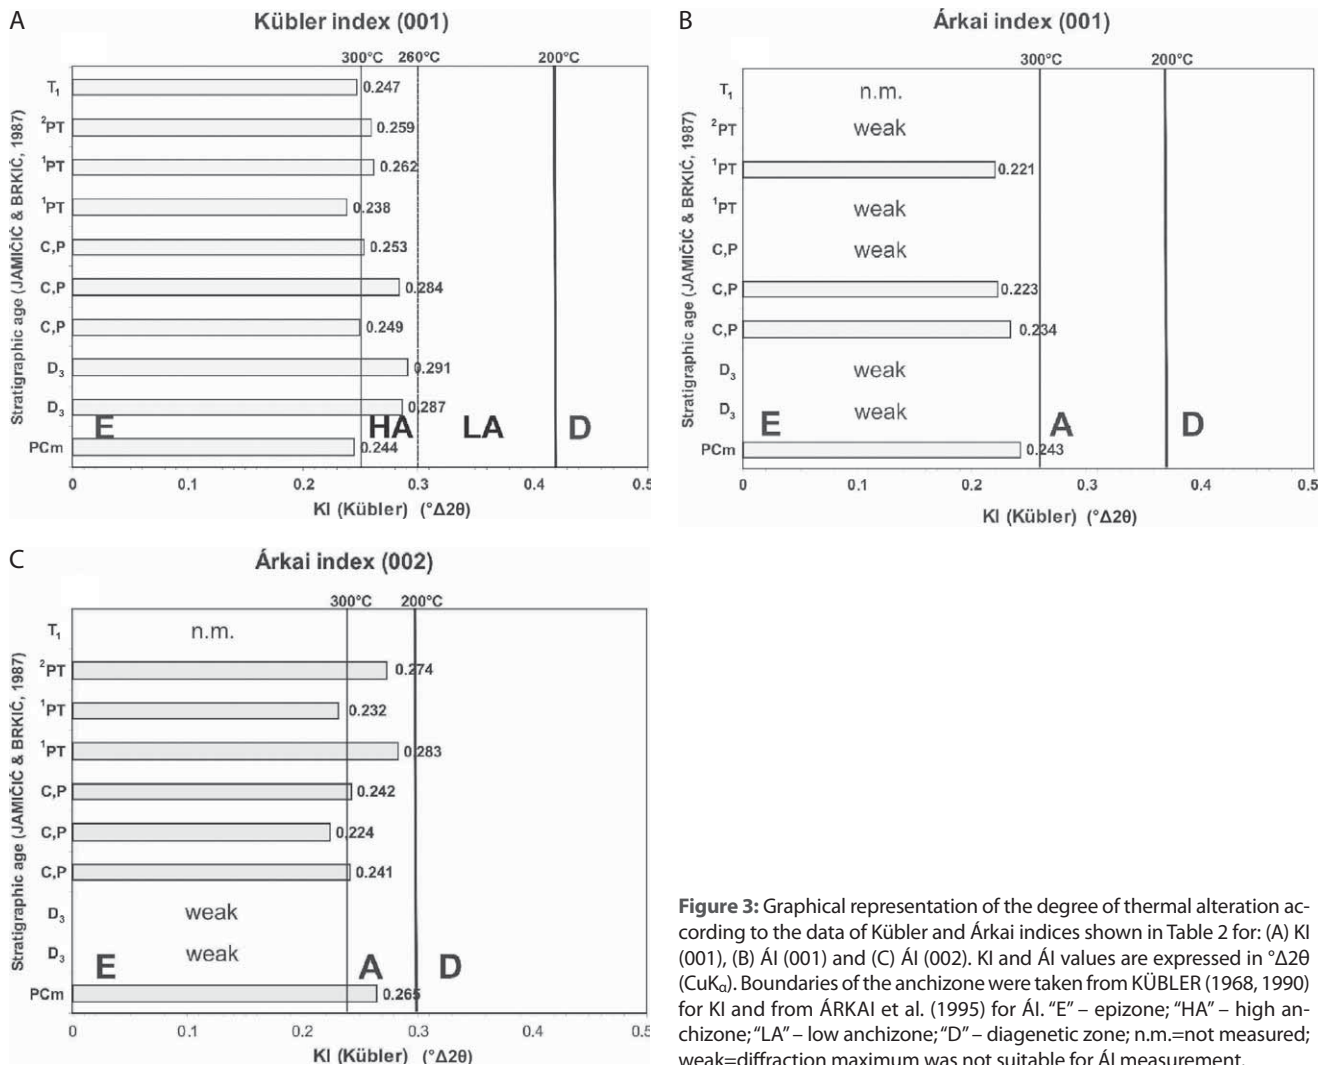 A
Kübler index (001)
300°C 260°C 200°C
Stratigraphic age (JAMIČIĆ & BRKIĆ, 1987)
T1 0.247
²PT 0.259
¹PT 0.262
¹PT 0.238
C,P 0.253
C,P 0.284
C,P 0.249
D3 0.291
D3 0.287
E HA LA D
PCm 0.244
0 0.1 0.2 0.3 0.4 0.5
KI (Kübler) (°Δ2θ)
B
Árkai index (001)
300°C 200°C
Stratigraphic age (JAMIČIĆ & BRKIĆ, 1987)
T1 n.m.
²PT weak
¹PT 0.221
¹PT weak
C,P weak
C,P 0.223
C,P 0.234
D3 weak
D3 weak
E A D
PCm 0.243
0 0.1 0.2 0.3 0.4 0.5
KI (Kübler) (°Δ2θ)
C
Árkai index (002)
300°C 200°C
Stratigraphic age (JAMIČIĆ & BRKIĆ, 1987)
T1 n.m.
²PT 0.274
¹PT 0.232
¹PT 0.283
C,P 0.242
C,P 0.224
C,P 0.241
D3 weak
D3 weak
E A D
PCm 0.265
0 0.1 0.2 0.3 0.4 0.5
KI (Kübler) (°Δ2θ)
Figure 3: Graphical representation of the degree of thermal alteration ac-
cording to the data of Kübler and Árkai indices shown in Table 2 for: (A) KI
(001), (B) ÁI (001) and (C) ÁI (002). KI and ÁI values are expressed in °Δ2θ
(CuKα). Boundaries of the anchizone were taken from KÜBLER (1968, 1990)
for KI and from ÁRKAI et al. (1995) for ÁI. “E” – epizone; “HA” – high an-
chizone; “LA” – low anchizone; “D” – diagenetic zone; n.m.=not measured;
weak=diffraction maximum was not suitable for ÁI measurement.